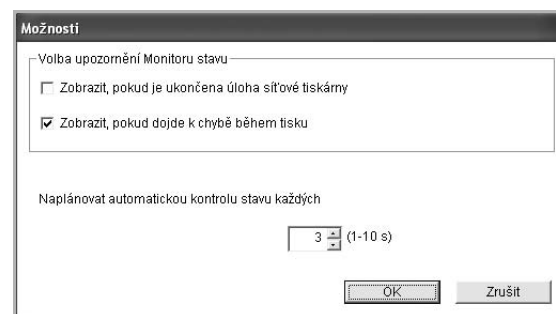 Možnosti
Volba upozornění Monitoru stavu
Zobrazit, pokud je ukončena úloha síťové tiskárny
Zobrazit, pokud dojde k chybě během tisku
Naplánovat automatickou kontrolu stavu každých
3 (1-10 s)
OK Zrušit